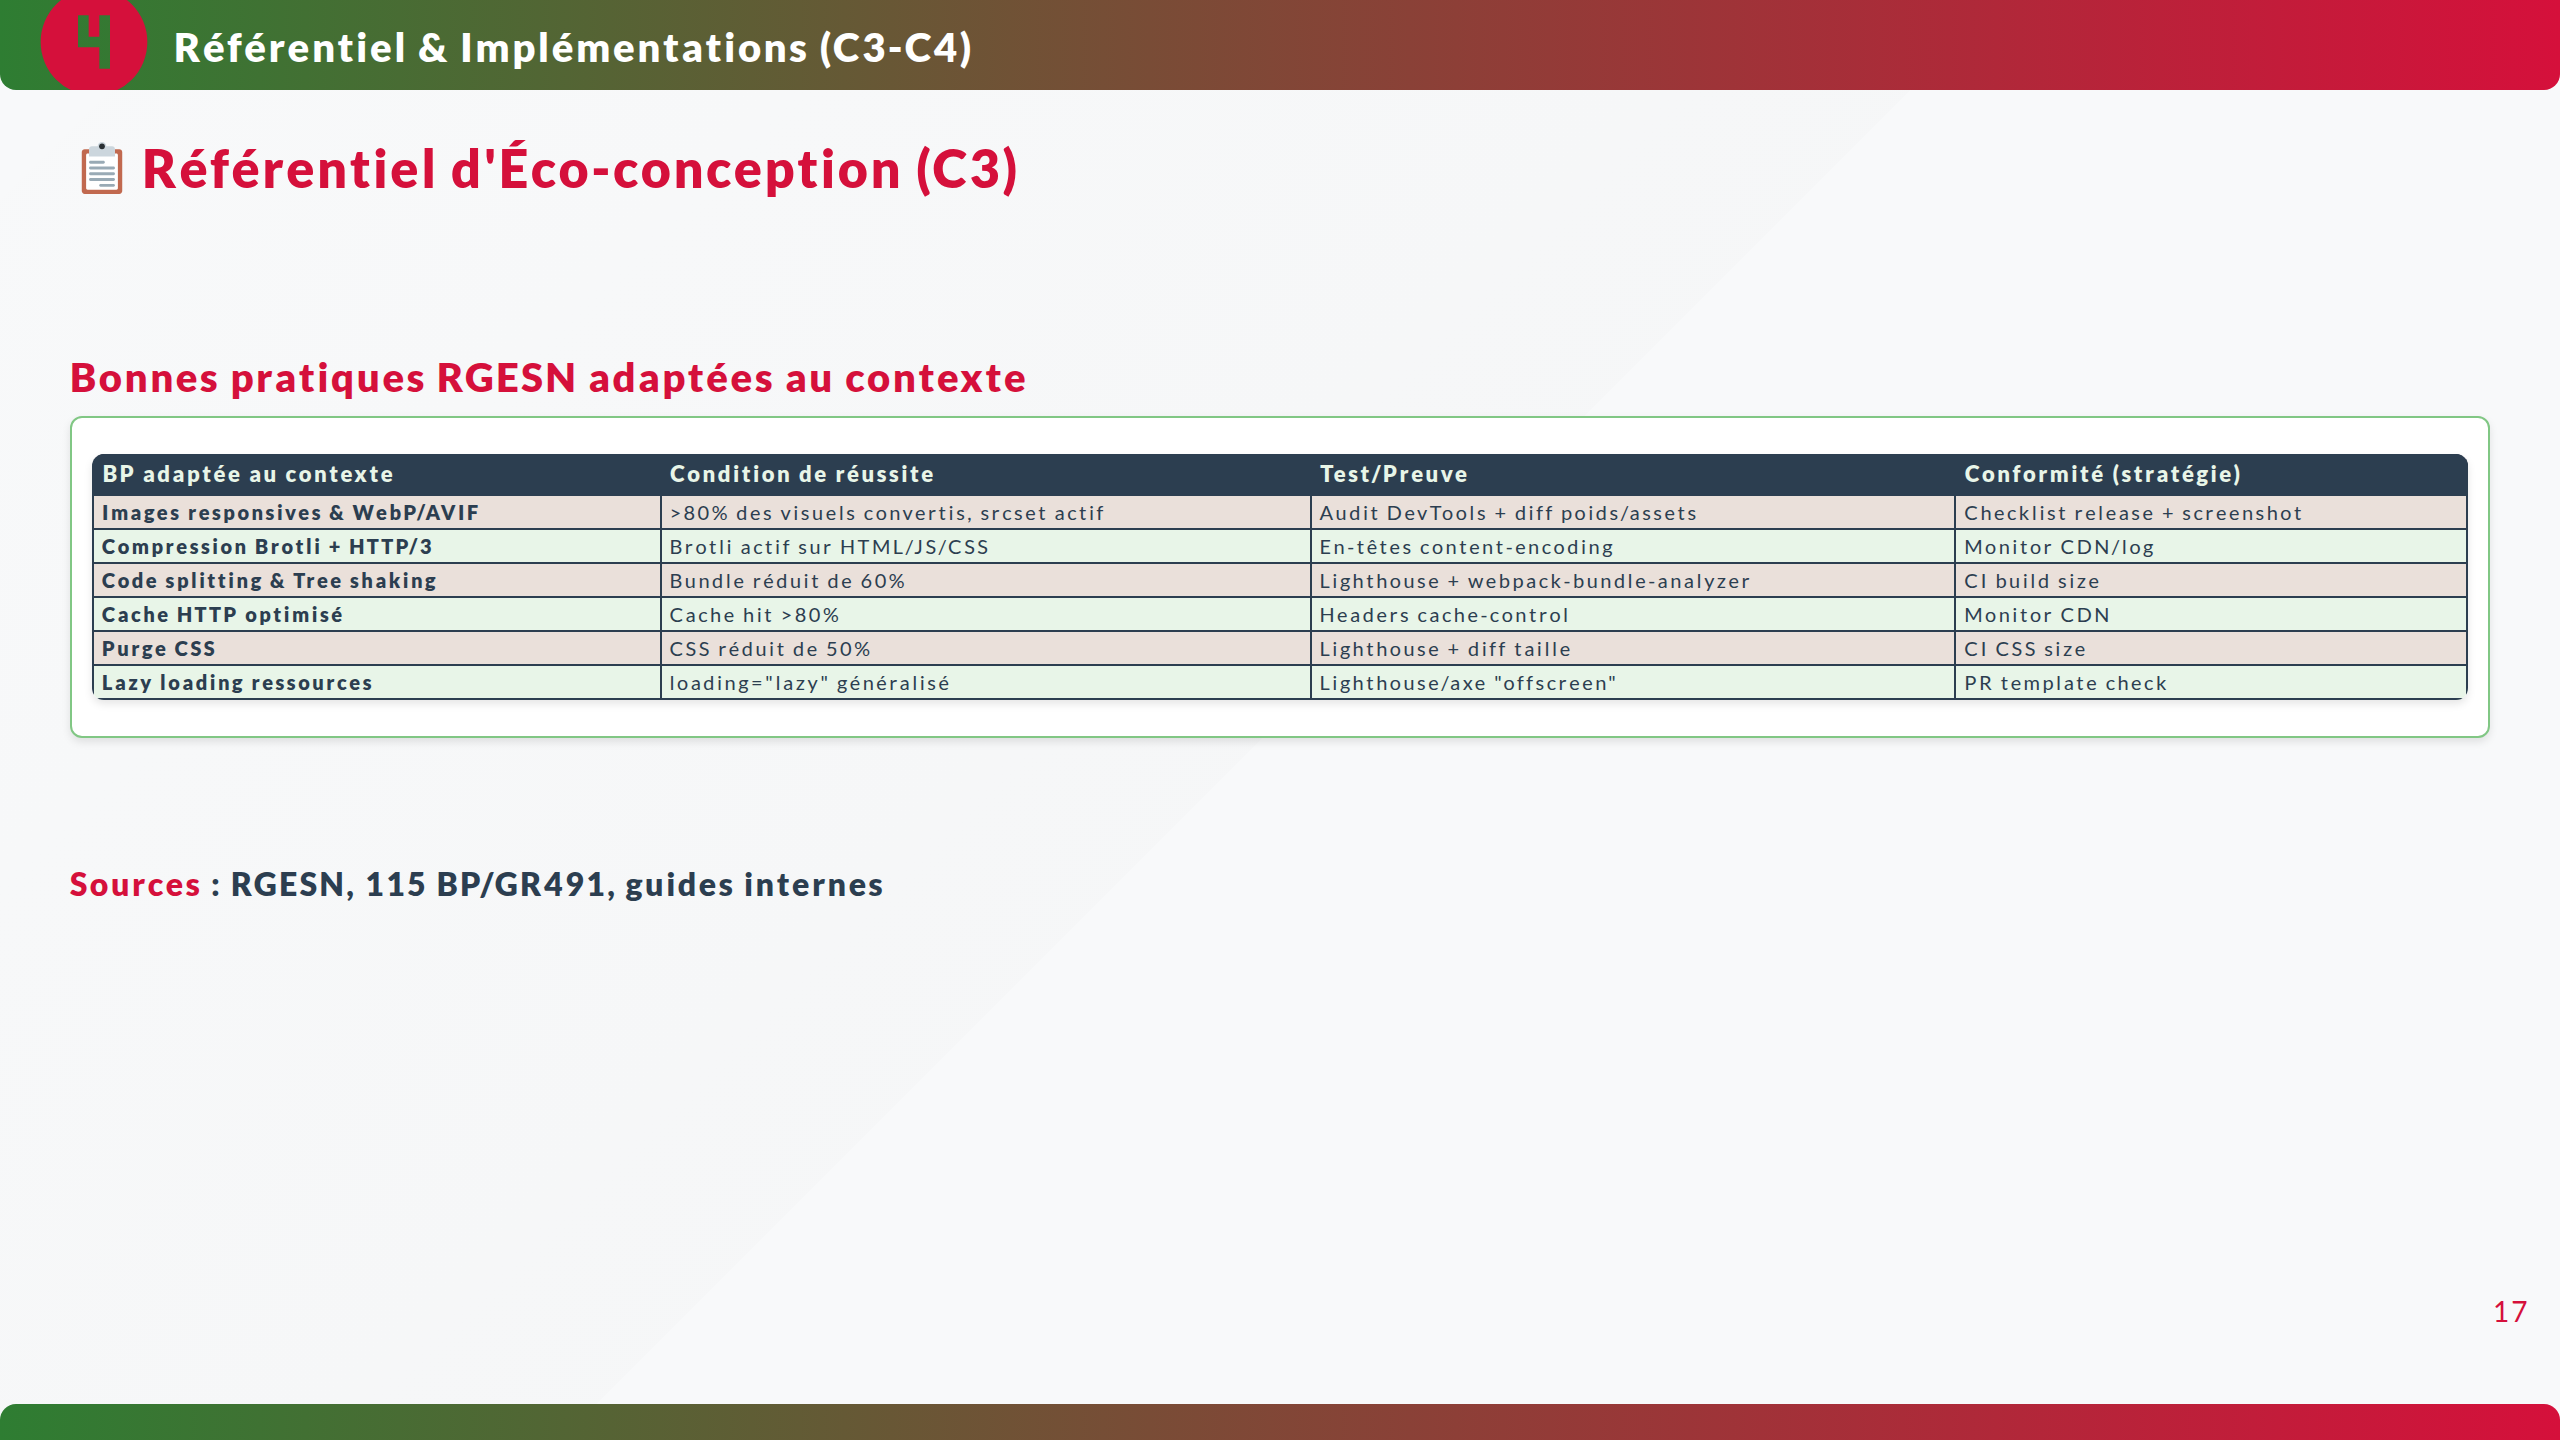 4
Référentiel & Implémentations (C3-C4)
Référentiel d'Éco-conception (C3)
Bonnes pratiques RGESN adaptées au contexte
BP adaptée au contexte Condition de réussite Test/Preuve Conformité (stratégie)
Images responsives & WebP/AVIF >80% des visuels convertis, srcset actif Audit DevTools + diff poids/assets Checklist release + screenshot
Compression Brotli + HTTP/3 Brotli actif sur HTML/JS/CSS En-têtes content-encoding Monitor CDN/log
Code splitting & Tree shaking Bundle réduit de 60% Lighthouse + webpack-bundle-analyzer CI build size
Cache HTTP optimisé Cache hit >80% Headers cache-control Monitor CDN
Purge CSS CSS réduit de 50% Lighthouse + diff taille CI CSS size
Lazy loading ressources loading="lazy" généralisé Lighthouse/axe "offscreen" PR template check
Sources : RGESN, 115 BP/GR491, guides internes
17